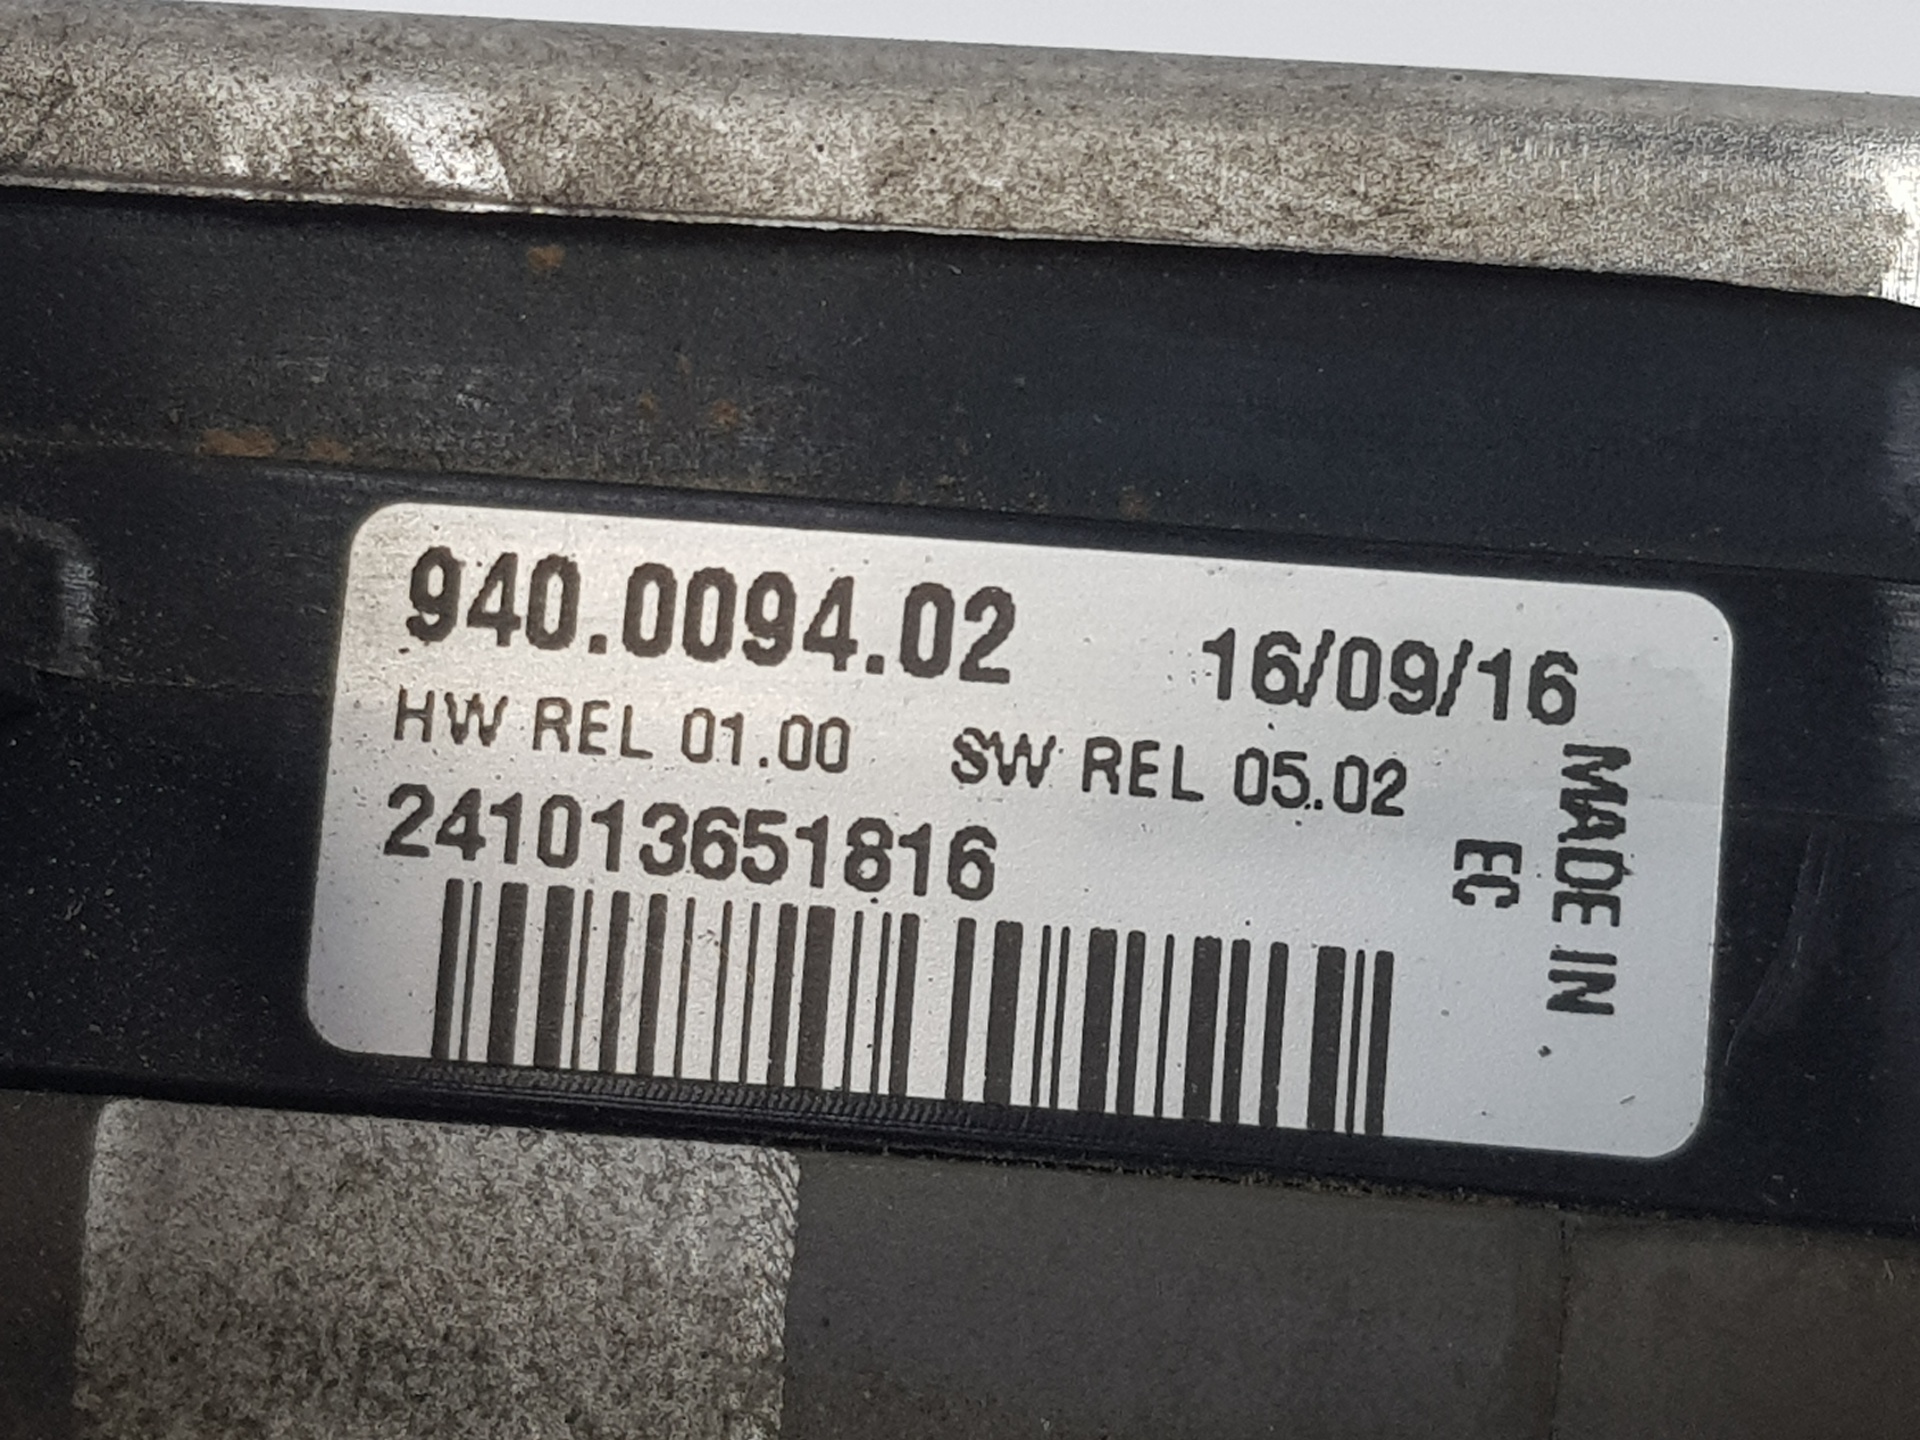 940.0094.02 16/09/16
HW REL 01.00 SW REL 05.02
241013651816
MADE IN
EC